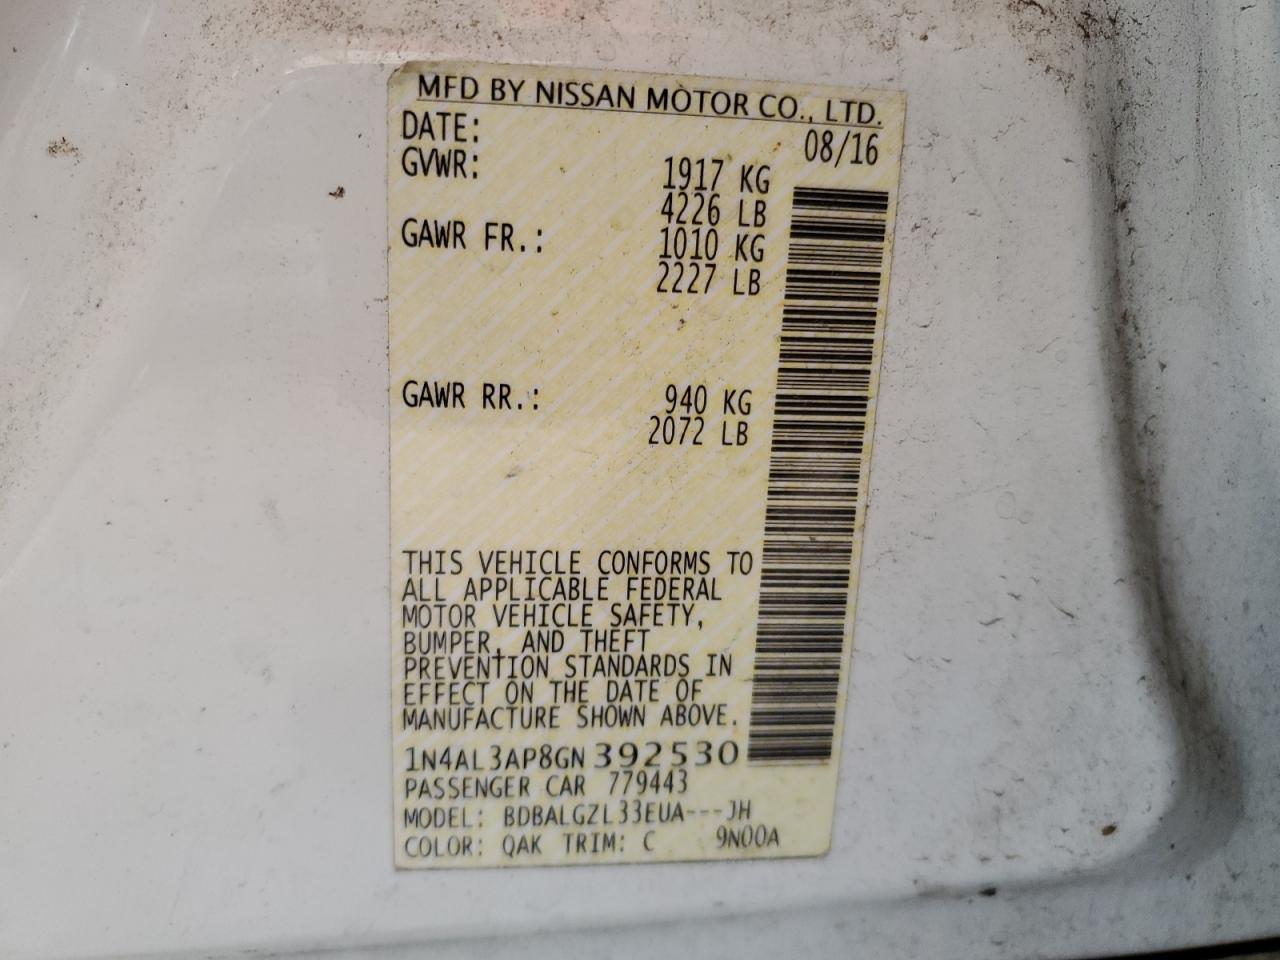 MFD BY NISSAN MOTOR CO., LTD.
DATE: 08/16
GVWR: 1917 KG
4226 LB
GAWR FR.: 1010 KG
2227 LB
GAWR RR.: 940 KG
2072 LB
THIS VEHICLE CONFORMS TO
ALL APPLICABLE FEDERAL
MOTOR VEHICLE SAFETY,
BUMPER, AND THEFT
PREVENTION STANDARDS IN
EFFECT ON THE DATE OF
MANUFACTURE SHOWN ABOVE.
1N4AL3AP8GN392530
PASSENGER CAR 779443
MODEL: BDBALGZL33EUA---JH
COLOR: QAK TRIM: C 9N00A